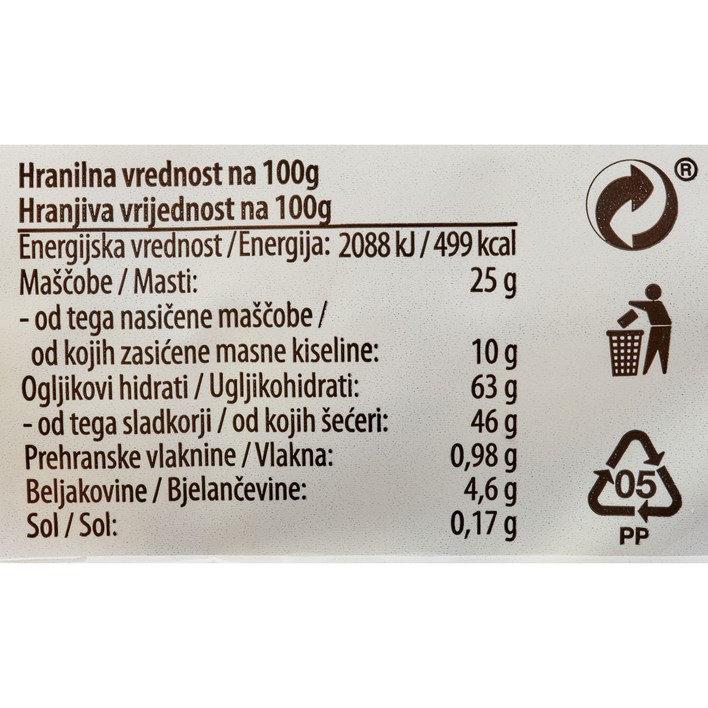 Hranilna vrednost na 100g
Hranjiva vrijednost na 100g
Energijska vrednost / Energija: 2088 kJ / 499 kcal
Maščobe / Masti: 25 g
- od tega nasičene maščobe /
od kojih zasićene masne kiseline: 10 g
Ogljikovi hidrati / Ugljikohidrati: 63 g
- od tega sladkorji / od kojih šećeri: 46 g
Prehranske vlaknine / Vlakna: 0,98 g
Beljakovine / Bjelančevine: 4,6 g
Sol / Sol: 0,17 g
®
05
PP